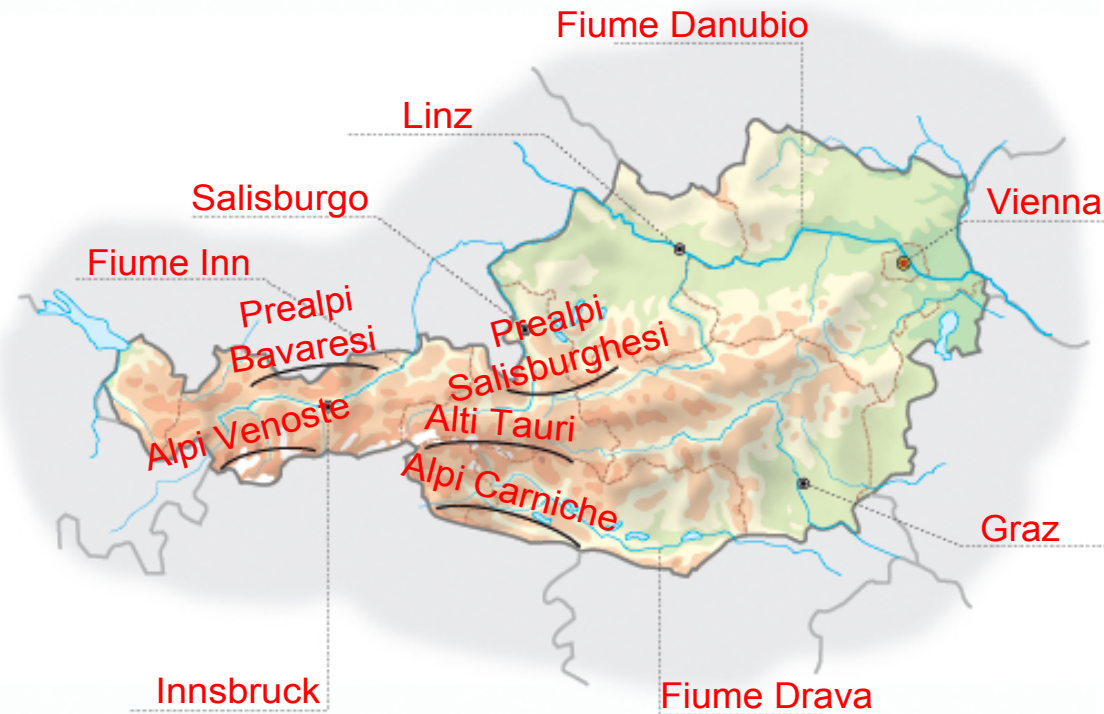 Fiume Danubio
Linz
Salisburgo
Vienna
Fiume Inn
Prealpi
Bavaresi
Prealpi
Salisburghesi
Alpi Venoste
Alti Tauri
Alpi Carniche
Graz
Innsbruck
Fiume Drava